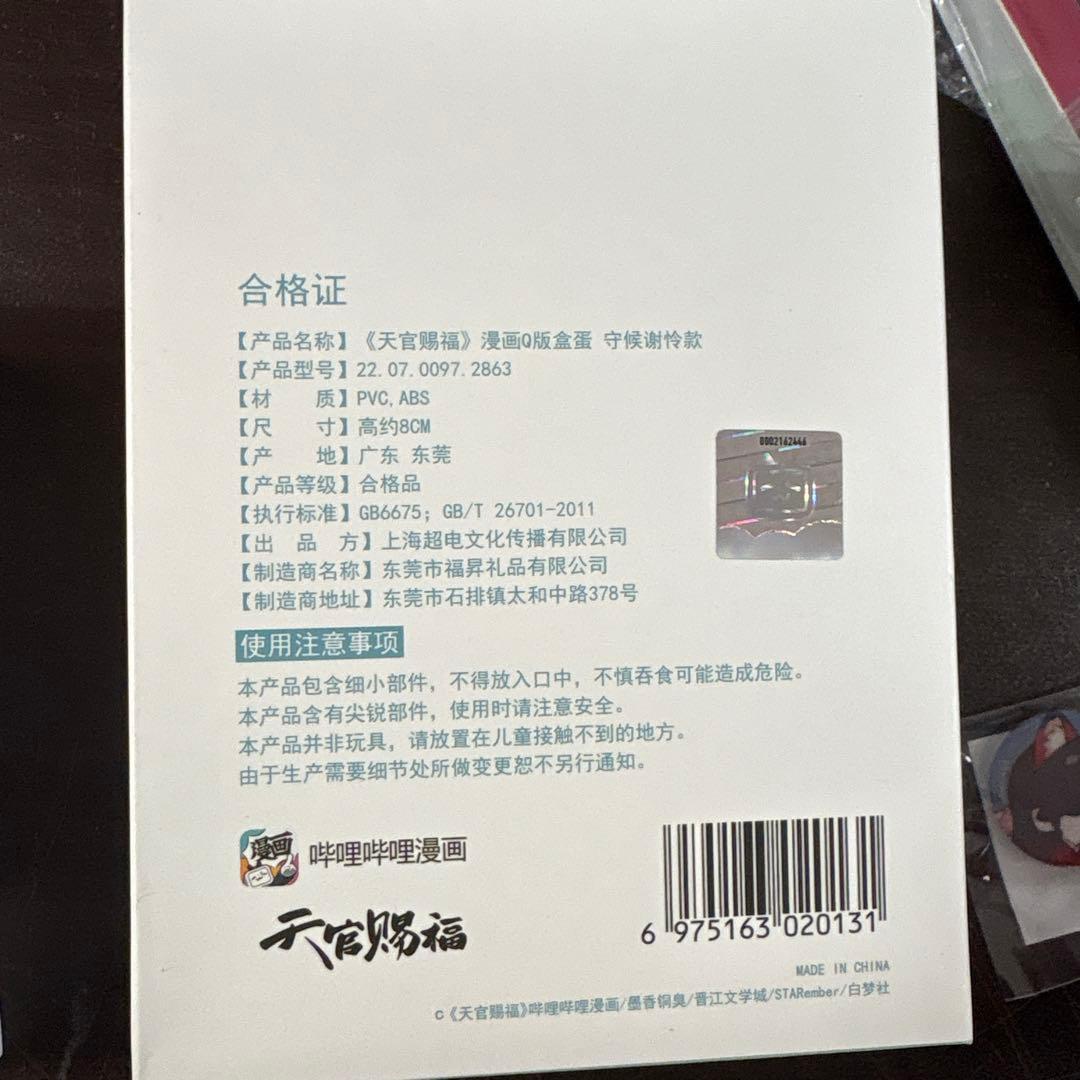 合格证
【产品名称】《天官赐福》漫画Q版盒蛋 守候谢怜款
【产品型号】22.07.0097.2863
【材 质】PVC,ABS
【尺 寸】高约8CM
【产 地】广东 东莞
【产品等级】合格品
【执行标准】GB6675; GB/T 26701-2011
【出 品 方】上海超电文化传播有限公司
【制造商名称】东莞市福昇礼品有限公司
【制造商地址】东莞市石排镇太和中路378号
0002162446
使用注意事项
本产品包含细小部件，不得放入口中，不慎吞食可能造成危险。
本产品含有尖锐部件，使用时请注意安全。
本产品并非玩具，请放置在儿童接触不到的地方。
由于生产需要细节处所做变更恕不另行通知。
漫画 哔哩哔哩漫画
天官赐福
6 975163 020131
MADE IN CHINA
c《天官赐福》哔哩哔哩漫画/墨香铜臭/晋江文学城/STARember/白梦社